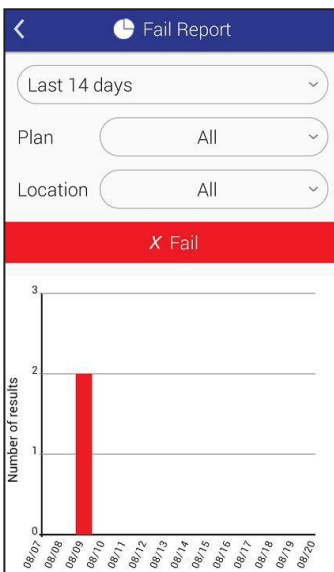 Fail Report
Last 14 days
Plan All
Location All
X Fail
Number of results
3
2
1
0
08/07 08/08 08/09 08/10 08/11 08/12 08/13 08/14 08/15 08/16 08/17 08/18 08/19 08/20